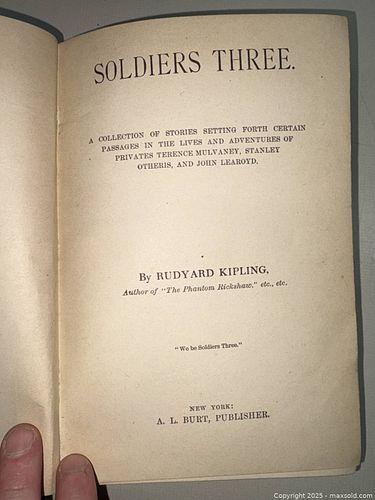 SOLDIERS THREE.
A COLLECTION OF STORIES SETTING FORTH CERTAIN
PASSAGES IN THE LIVES AND ADVENTURES OF
PRIVATES TERENCE MULVANEY, STANLEY
OTHERIS, AND JOHN LEAROYD.
By RUDYARD KIPLING,
Author of "The Phantom Rickshaw," etc., etc.
"We be Soldiers Three."
NEW YORK:
A. L. BURT, PUBLISHER.
Copyright 2025 - maxsold.com